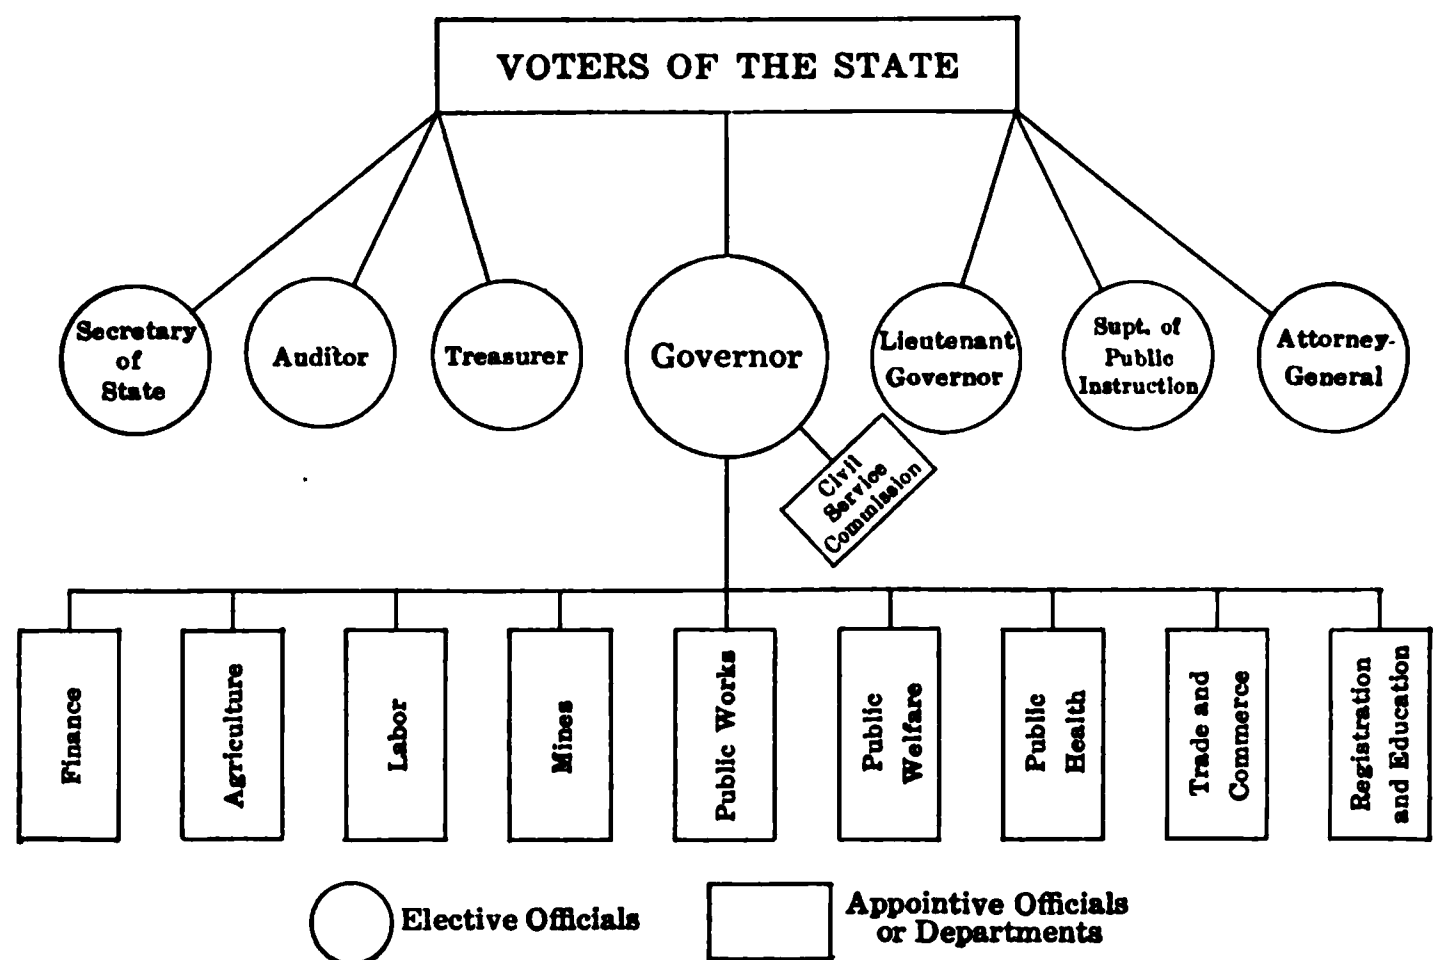 VOTERS OF THE STATE
Secretary
of
State
Auditor
Treasurer
Governor
Lieutenant
Governor
Supt. of
Public
Instruction
Attorney-
General
Civil
Service
Commission
Finance
Agriculture
Labor
Mines
Public Works
Public
Welfare
Public
Health
Trade and
Commerce
Registration
and Education
Elective Officials
Appointive Officials
or Departments